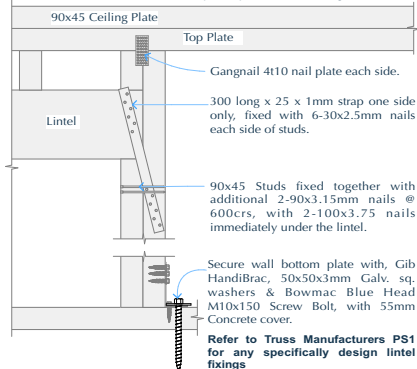 90x45 Ceiling Plate
Top Plate
Gangnail 4t10 nail plate each side.
300 long x 25 x 1mm strap one side
only, fixed with 6-30x2.5mm nails
each side of studs.
Lintel
90x45 Studs fixed together with
additional 2-90x3.15mm nails @
600crs, with 2-100x3.75 nails
immediately under the lintel.
Secure wall bottom plate with, Gib
HandiBrac, 50x50x3mm Galv. sq.
washers & Bowmac Blue Head
M10x150 Screw Bolt, with 55mm
Concrete cover.
Refer to Truss Manufacturers PS1
for any specifically design lintel
fixings